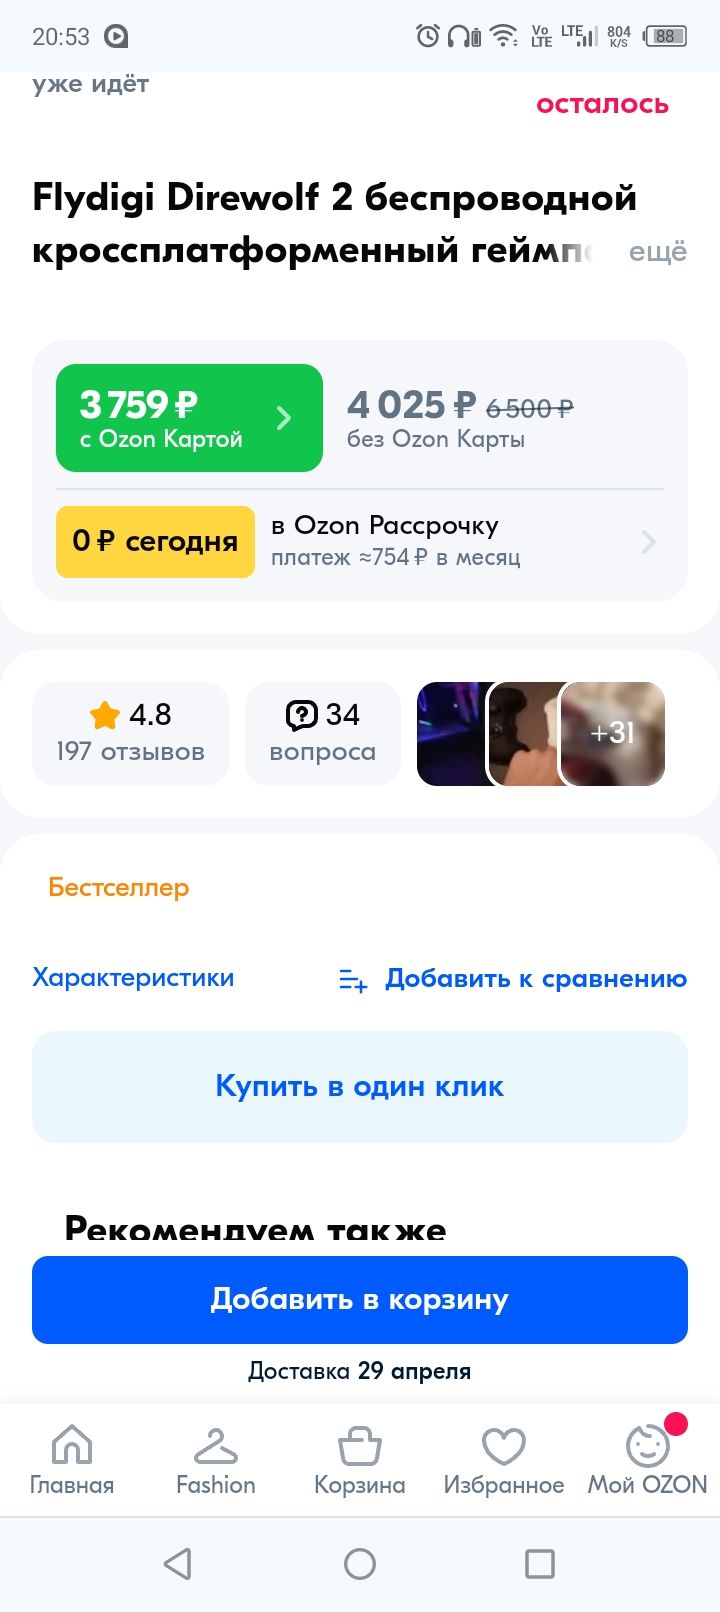 20:53
Vo LTE
LTE
804 K/S
88
уже идёт
осталось
Flydigi Direwolf 2 беспроводной
кроссплатформенный ещё
3 759 ₽
с Ozon Картой
4 025 ₽ 6 500 ₽
без Ozon Карты
0 ₽ сегодня
в Ozon Рассрочку
платеж ≈754 ₽ в месяц
4.8
197 отзывов
34
вопроса
+31
Бестселлер
Характеристики
Добавить к сравнению
Купить в один клик
Рекомендуем также
Добавить в корзину
Доставка 29 апреля
Главная
Fashion
Корзина
Избранное
Мой OZON